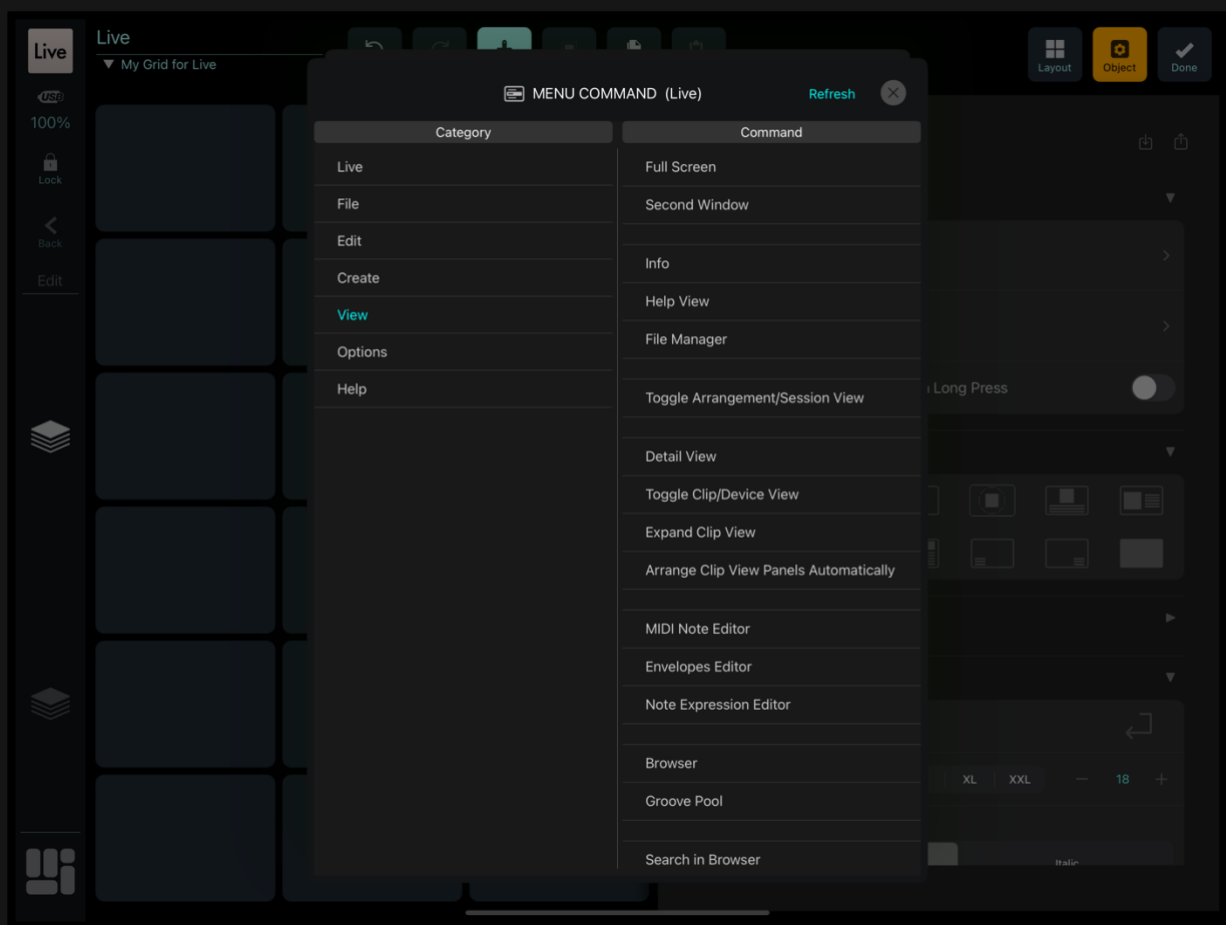 Live
Live
▼ My Grid for Live
Layout
Object
Done
USB
100%
Lock
Back
Edit
MENU COMMAND (Live)
Refresh
Category
Command
Live
File
Edit
Create
View
Options
Help
Full Screen
Second Window
Info
Help View
File Manager
Toggle Arrangement/Session View
Detail View
Toggle Clip/Device View
Expand Clip View
Arrange Clip View Panels Automatically
MIDI Note Editor
Envelopes Editor
Note Expression Editor
Browser
Groove Pool
Search in Browser
Long Press
XL
XXL
18
Italic